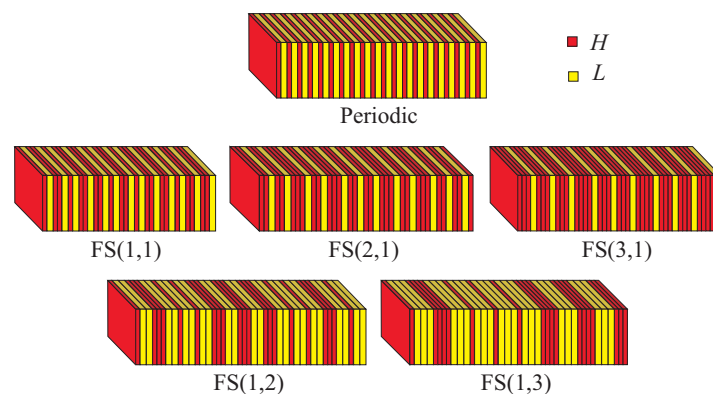 H
L
Periodic
FS(1,1)
FS(2,1)
FS(3,1)
FS(1,2)
FS(1,3)